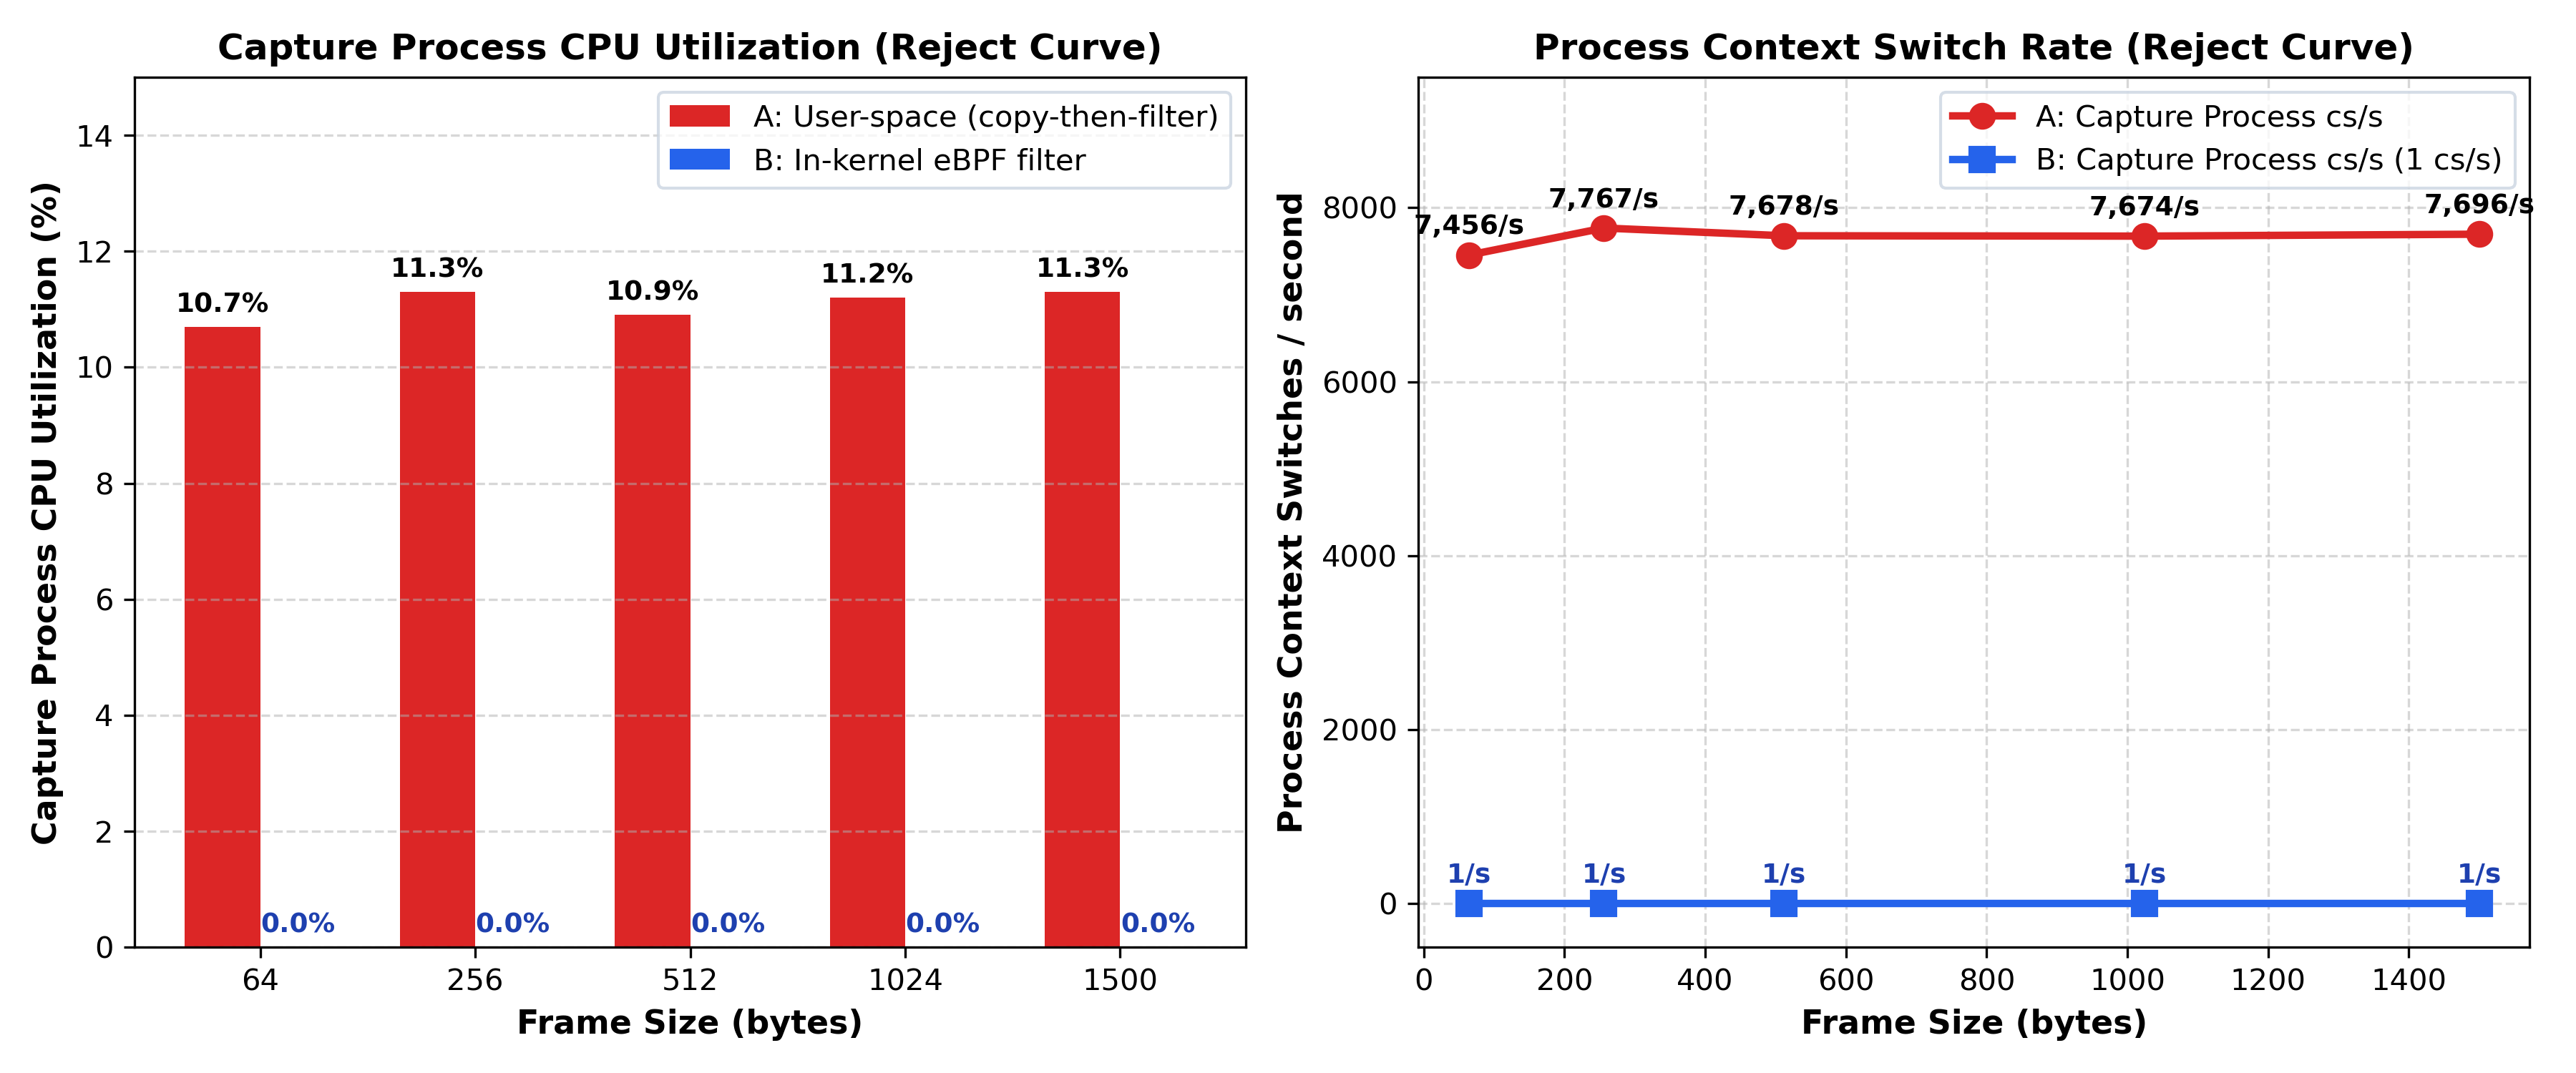 Capture Process CPU Utilization (Reject Curve)
A: User-space (copy-then-filter)
B: In-kernel eBPF filter
Capture Process CPU Utilization (%)
14
12
10
8
6
4
2
0
10.7%
11.3%
10.9%
11.2%
11.3%
0.0%
0.0%
0.0%
0.0%
0.0%
64
256
512
1024
1500
Frame Size (bytes)
Process Context Switch Rate (Reject Curve)
A: Capture Process cs/s
B: Capture Process cs/s (1 cs/s)
Process Context Switches / second
8000
6000
4000
2000
0
7,456/s
7,767/s
7,678/s
7,674/s
7,696/s
1/s
1/s
1/s
1/s
1/s
0
200
400
600
800
1000
1200
1400
Frame Size (bytes)